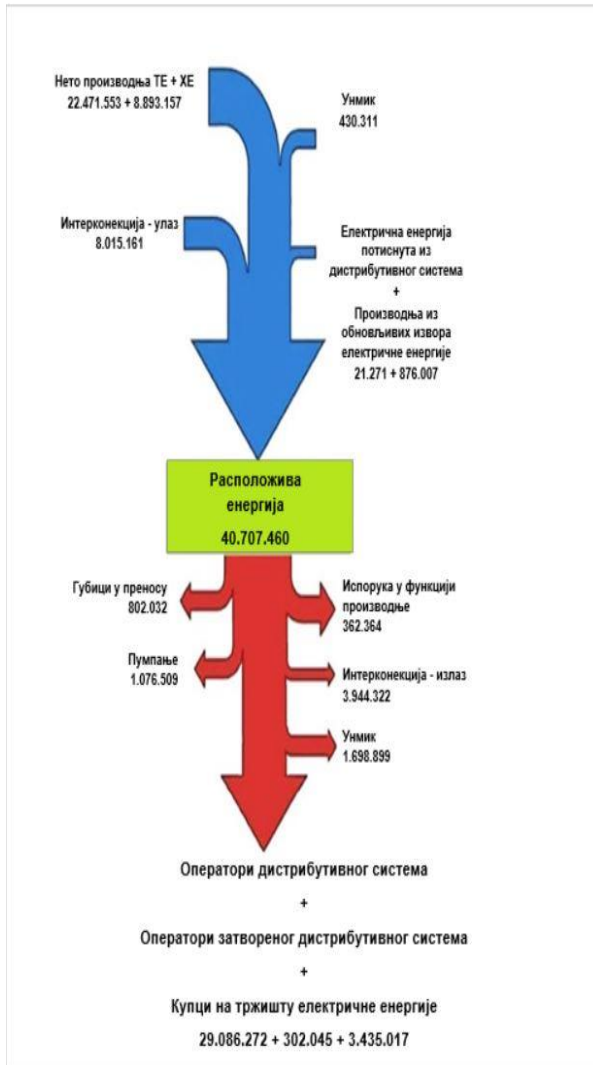 Нето производња ТЕ + ХЕ
22.471.553 + 8.893.157
Унмик
430.311
Интерконекција - улаз
8.015.161
Електрична енергија
потиснута из
дистрибутивног система
+
Производња из
обновљивих извора
електричне енергије
21.271 + 876.007
Расположива
енергија
40.707.460
Губици у преносу
802.032
Испорука у функцији
производње
362.364
Пумпање
1.076.509
Интерконекција - излаз
3.944.322
Унмик
1.698.899
Оператори дистрибутивног система
+
Оператори затвореног дистрибутивног система
+
Купци на тржишту електричне енергије
29.086.272 + 302.045 + 3.435.017